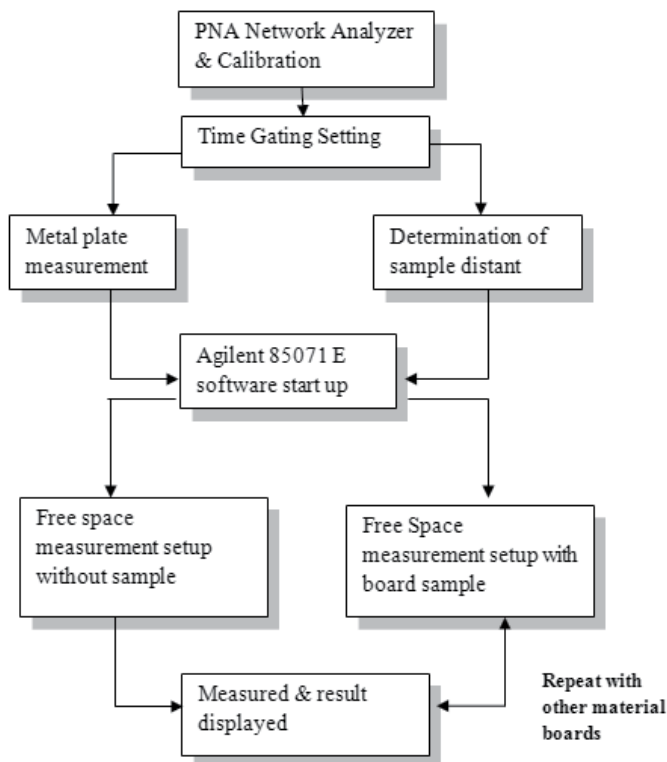 PNA Network Analyzer
& Calibration
Time Gating Setting
Metal plate
measurement
Determination of
sample distant
Agilent 85071 E
software start up
Free space
measurement setup
without sample
Free Space
measurement setup with
board sample
Measured & result
displayed
Repeat with
other material
boards